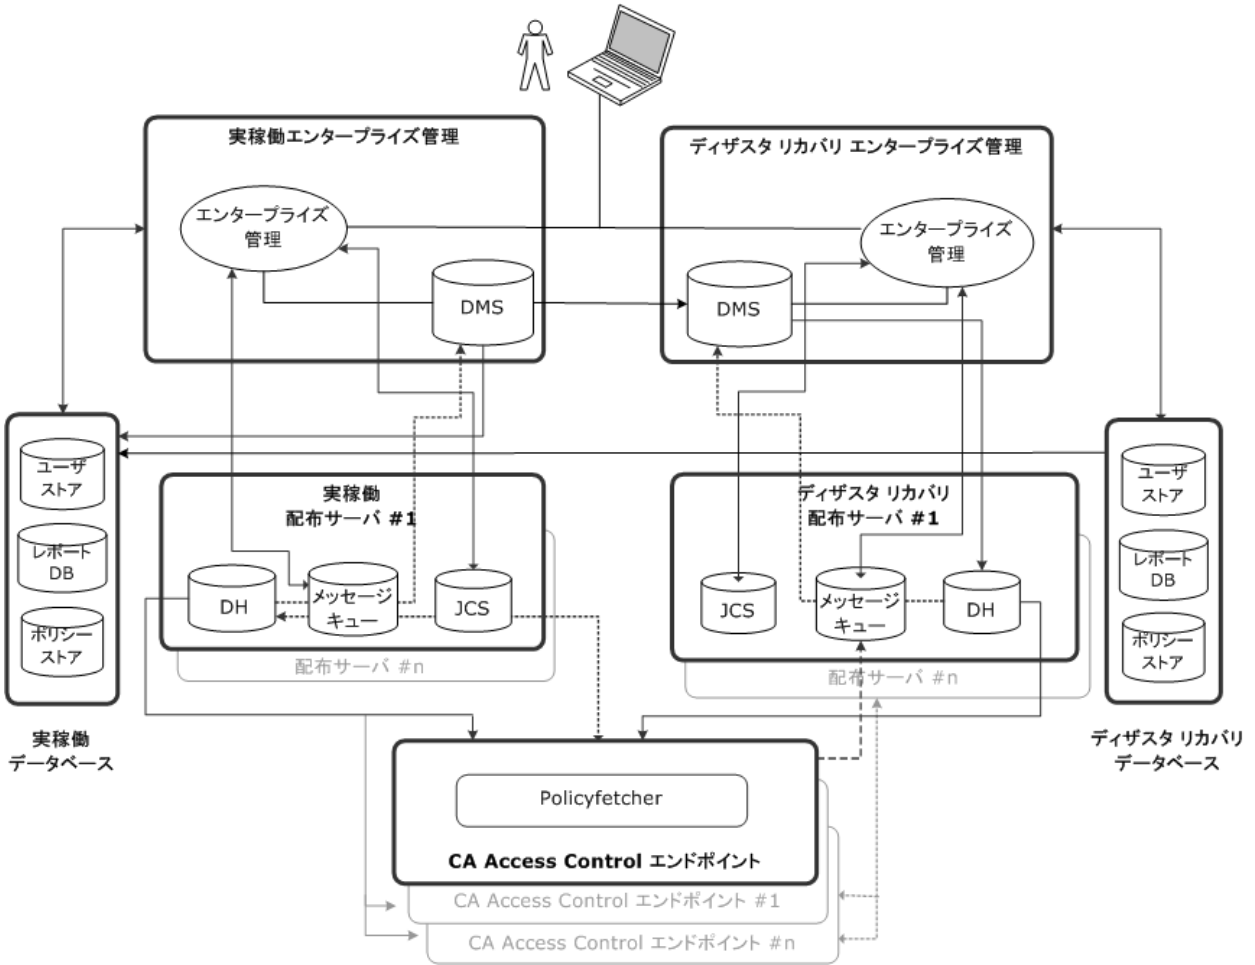 実稼働エンタープライズ管理
エンタープライズ
管理
DMS
ディザスタ リカバリ エンタープライズ管理
エンタープライズ
管理
DMS
ユーザ
ストア
レポート
DB
ポリシー
ストア
実稼働
データベース
実稼働
配布サーバ #1
DH
メッセージ
キュー
JCS
配布サーバ #n
ディザスタ リカバリ
配布サーバ #1
JCS
メッセージ
キュー
DH
配布サーバ #n
ユーザ
ストア
レポート
DB
ポリシー
ストア
ディザスタ リカバリ
データベース
Policyfetcher
CA Access Control エンドポイント
CA Access Control エンドポイント #1
CA Access Control エンドポイント #n